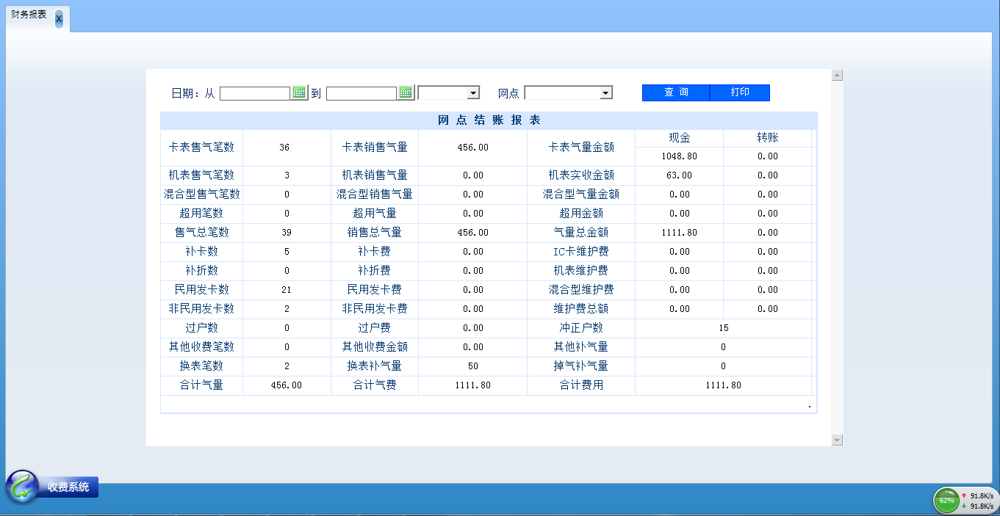 财务报表 X
日期：从 到 网点 查 询 打印
网 点 结 账 报 表
卡表售气笔数 36 卡表销售气量 456.00 卡表气量金额 现金 转账
1048.80 0.00
机表售气笔数 3 机表销售气量 0.00 机表实收金额 63.00 0.00
混合型售气笔数 0 混合型销售气量 0.00 混合型气量金额 0.00 0.00
超用笔数 0 超用气量 0.00 超用金额 0.00 0.00
售气总笔数 39 销售总气量 456.00 气量总金额 1111.80 0.00
补卡数 5 补卡费 0.00 IC卡维护费 0.00 0.00
补折数 0 补折费 0.00 机表维护费 0.00 0.00
民用发卡数 21 民用发卡费 0.00 混合型维护费 0.00 0.00
非民用发卡数 2 非民用发卡费 0.00 维护费总额 0.00 0.00
过户数 0 过户费 0.00 冲正户数 15
其他收费笔数 0 其他收费金额 0.00 其他补气量 0
换表笔数 2 换表补气量 50 掉气补气量 0
合计气量 456.00 合计气费 1111.80 合计费用 1111.80
.
收费系统
62% 91.8K/s
91.8K/s